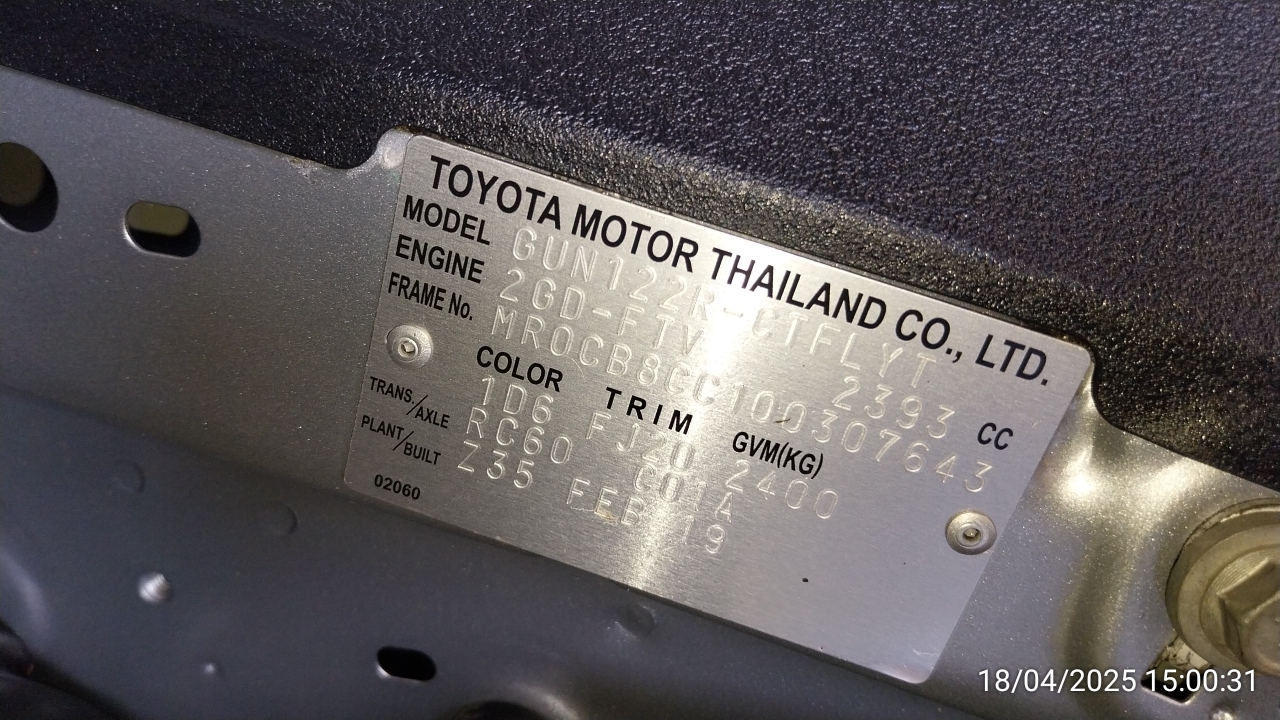 TOYOTA MOTOR THAILAND CO., LTD.
MODEL GUN122R-CTFLYT
ENGINE 2GD-FTV 2393 CC
FRAME No. MR0CB8CC100307643
COLOR TRIM GVM(KG)
1D6 FJ20 2400
TRANS./AXLE RC60 C01A
PLANT/BUILT Z35 FEB 19
02060
18/04/2025 15:00:31